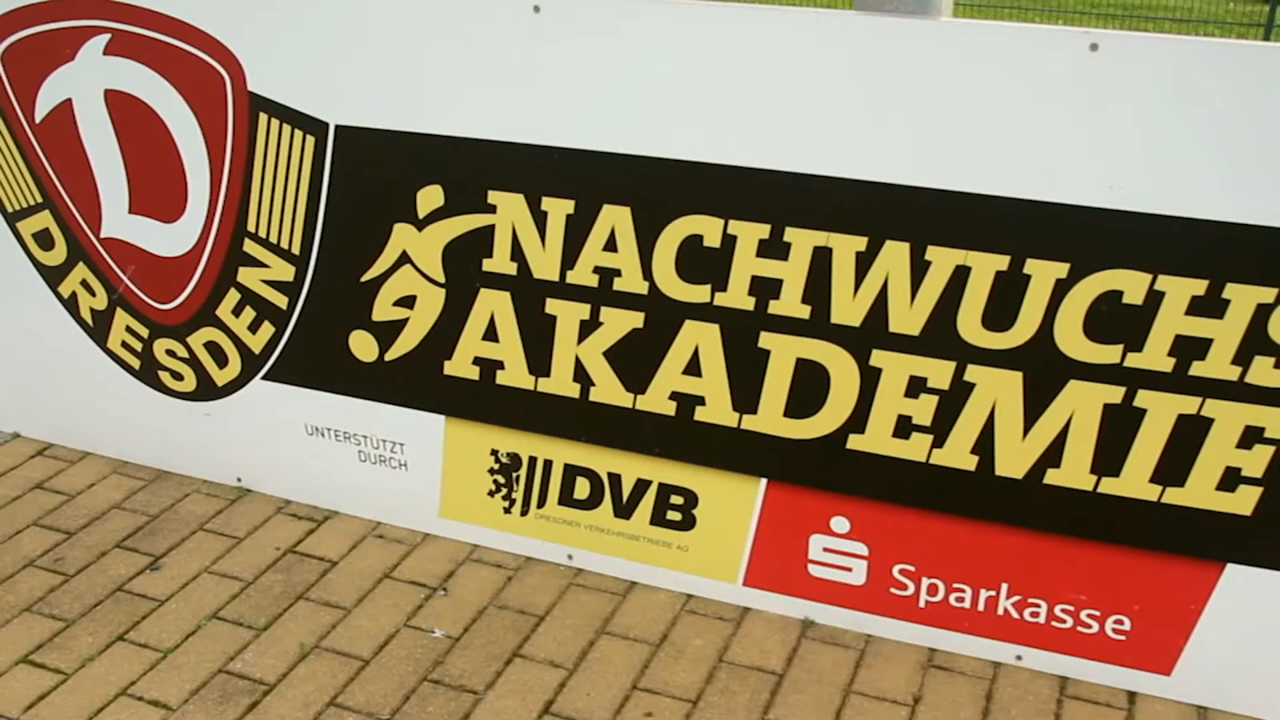 D
DRESDEN
NACHWUCHS
AKADEMIE
UNTERSTÜTZT
DURCH
DVB
DRESDNER VERKEHRSBETRIEBE AG
Sparkasse